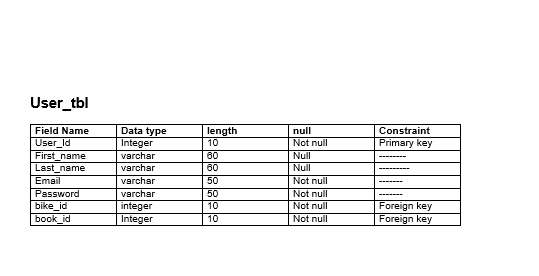 User_tbl
Field Name Data type length null Constraint
User_Id Integer 10 Not null Primary key
First_name varchar 60 Null --------
Last_name varchar 60 Null ---------
Email varchar 50 Not null -------
Password varchar 50 Not null -------
bike_id integer 10 Not null Foreign key
book_id Integer 10 Not null Foreign key